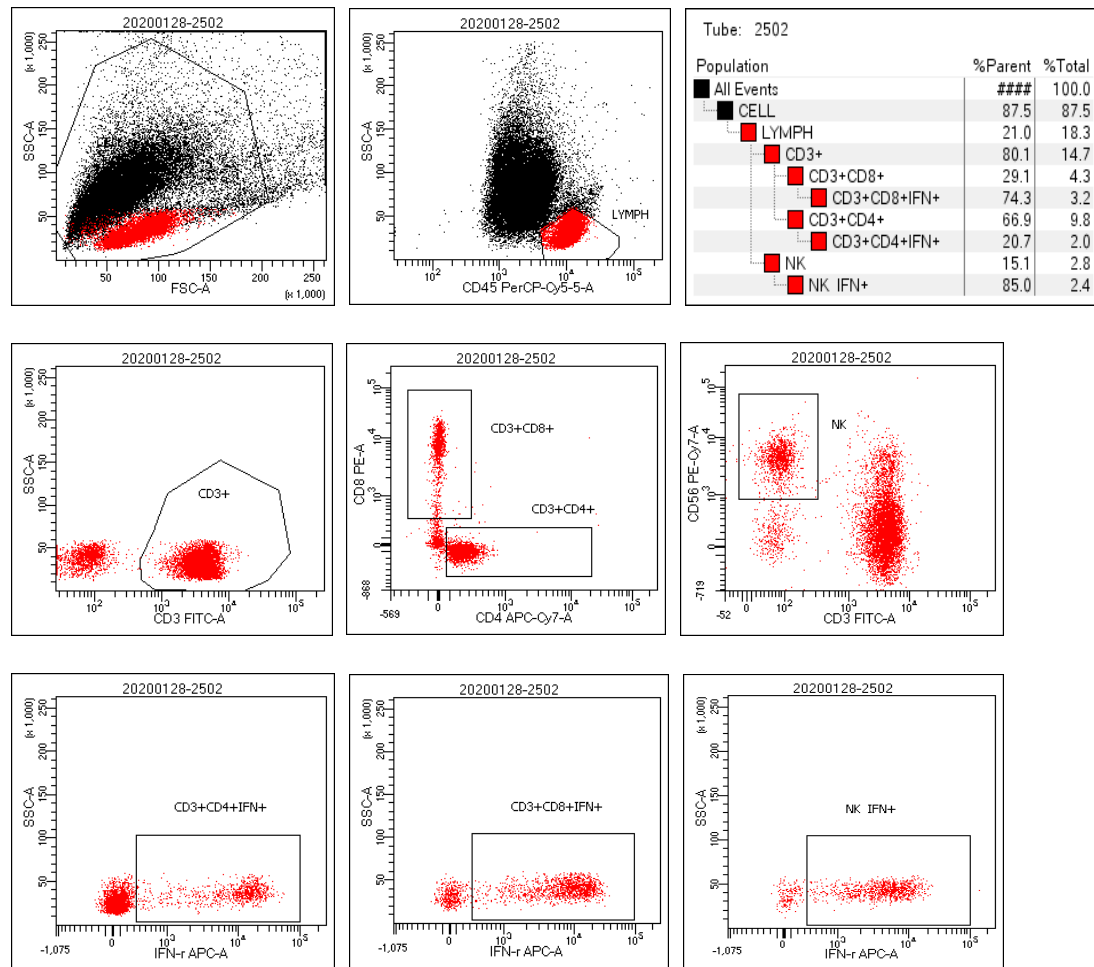 20200128-2502
SSC-A
(x 1,000)
50 100 150 200 250
FSC-A
50 100 150 200 250
(x 1,000)
20200128-2502
SSC-A
(x 1,000)
50 100 150 200 250
LYMPH
10² 10³ 10⁴ 10⁵
CD45 PerCP-Cy5-5-A
Tube: 2502
Population %Parent %Total
All Events #### 100.0
CELL 87.5 87.5
LYMPH 21.0 18.3
CD3+ 80.1 14.7
CD3+CD8+ 29.1 4.3
CD3+CD8+IFN+ 74.3 3.2
CD3+CD4+ 66.9 9.8
CD3+CD4+IFN+ 20.7 2.0
NK 15.1 2.8
NK IFN+ 85.0 2.4
20200128-2502
SSC-A
(x 1,000)
50 100 150 200 250
CD3+
10² 10³ 10⁴ 10⁵
CD3 FITC-A
20200128-2502
CD8 PE-A
-868 0 10³ 10⁴ 10⁵
CD3+CD8+
CD3+CD4+
-569 0 10³ 10⁴ 10⁵
CD4 APC-Cy7-A
20200128-2502
CD56 PE-Cy7-A
-719 0 10³ 10⁴ 10⁵
NK
-52 0 10² 10³ 10⁴ 10⁵
CD3 FITC-A
20200128-2502
SSC-A
(x 1,000)
50 100 150 200 250
CD3+CD4+IFN+
-1,075 0 10³ 10⁴ 10⁵
IFN-r APC-A
20200128-2502
SSC-A
(x 1,000)
50 100 150 200 250
CD3+CD8+IFN+
-1,075 0 10³ 10⁴ 10⁵
IFN-r APC-A
20200128-2502
SSC-A
(x 1,000)
50 100 150 200 250
NK IFN+
-1,075 0 10³ 10⁴ 10⁵
IFN-r APC-A